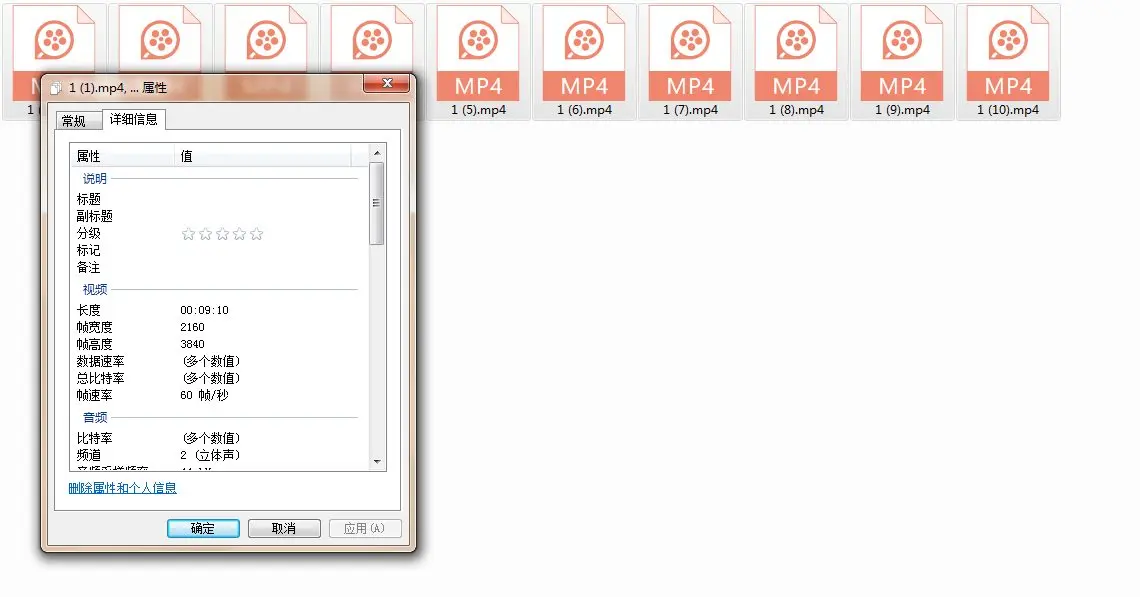 MP4 MP4 MP4 MP4 MP4 MP4
1 (5).mp4 1 (6).mp4 1 (7).mp4 1 (8).mp4 1 (9).mp4 1 (10).mp4
1 (1).mp4, ... 属性
常规 详细信息
属性 值
说明
标题
副标题
分级
标记
备注
视频
长度 00:09:10
帧宽度 2160
帧高度 3840
数据速率 (多个数值)
总比特率 (多个数值)
帧速率 60 帧/秒
音频
比特率 (多个数值)
频道 2 (立体声)
删除属性和个人信息
确定 取消 应用(A)